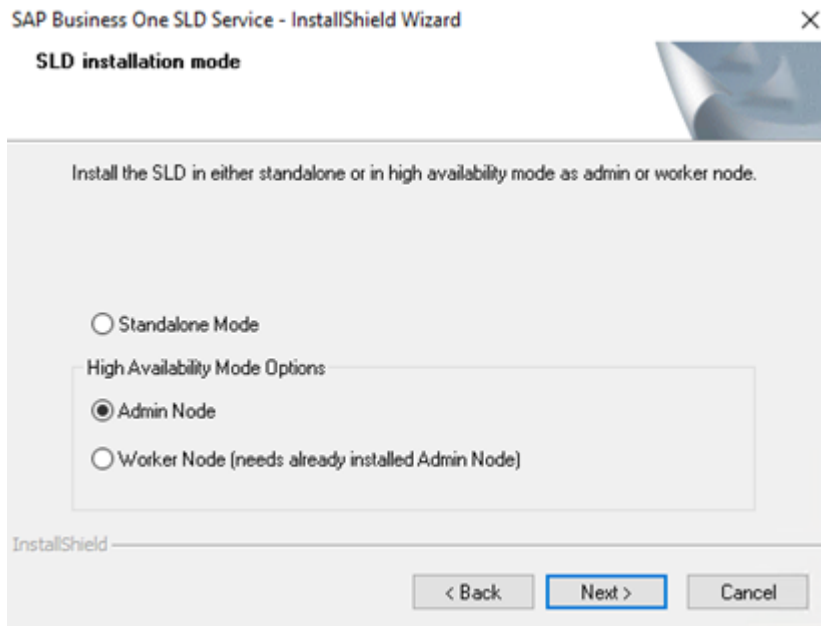 SAP Business One SLD Service - InstallShield Wizard
SLD installation mode
Install the SLD in either standalone or in high availability mode as admin or worker node.
Standalone Mode
High Availability Mode Options
Admin Node
Worker Node (needs already installed Admin Node)
InstallShield
< Back Next > Cancel